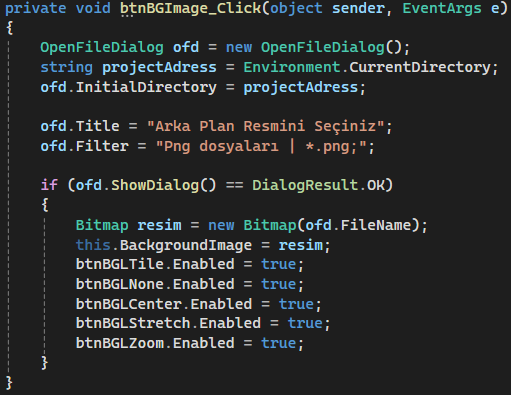 private void btnBGImage_Click(object sender, EventArgs e)
{
OpenFileDialog ofd = new OpenFileDialog();
string projectAdress = Environment.CurrentDirectory;
ofd.InitialDirectory = projectAdress;
ofd.Title = "Arka Plan Resmini Seçiniz";
ofd.Filter = "Png dosyaları | *.png;";
if (ofd.ShowDialog() == DialogResult.OK)
{
Bitmap resim = new Bitmap(ofd.FileName);
this.BackgroundImage = resim;
btnBGLTile.Enabled = true;
btnBGLNone.Enabled = true;
btnBGLCenter.Enabled = true;
btnBGLStretch.Enabled = true;
btnBGLZoom.Enabled = true;
}
}